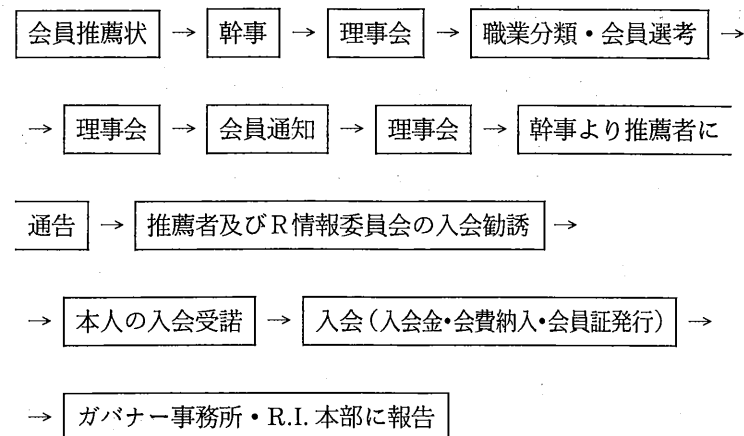 会員推薦状 → 幹事 → 理事会 → 職業分類・会員選考 →
→ 理事会 → 会員通知 → 理事会 → 幹事より推薦者に
通告 → 推薦者及びR情報委員会の入会勧誘 →
→ 本人の入会受諾 → 入会(入会金・会費納入・会員証発行) →
→ ガバナー事務所・R.I.本部に報告